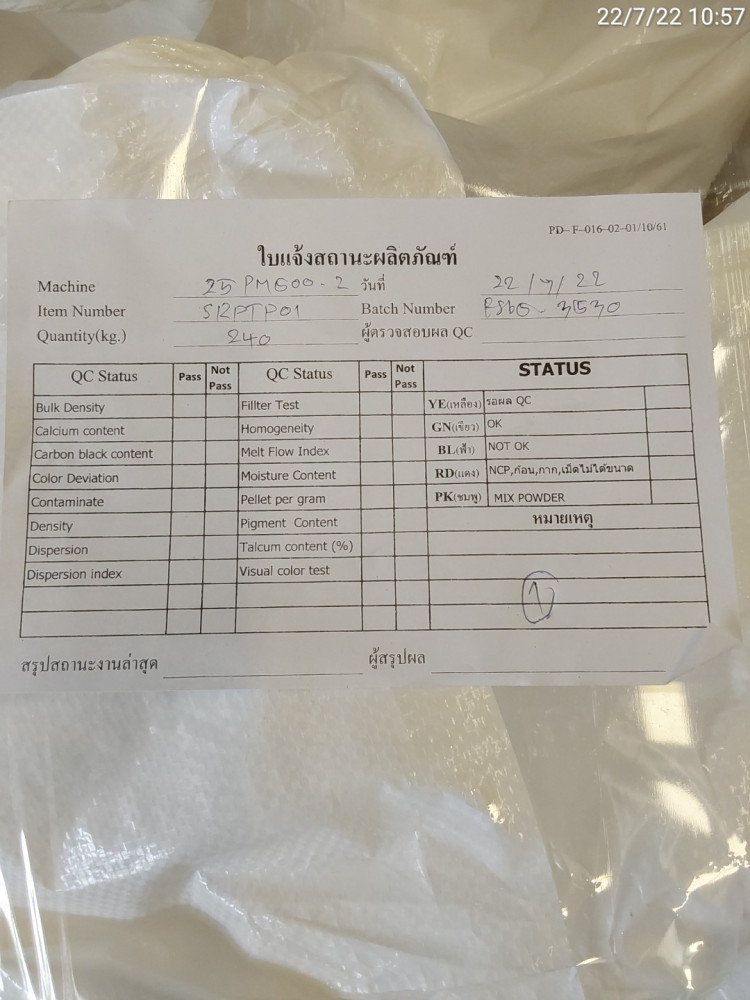 22/7/22 10:57
PD-F-016-02-01/10/61
ใบแจ้งสถานะผลิตภัณฑ์
Machine 25 PM600-2 วันที่ 22/7/22
Item Number S12PTP01 Batch Number 3530
Quantity(kg.) 240 ผู้ตรวจสอบผล QC
QC Status Pass Not Pass QC Status Pass Not Pass STATUS
Bulk Density Fillter Test YE(เหลือง) รอผล QC
Calcium content Homogeneity GN(เขียว) OK
Carbon black content Melt Flow Index BL(ฟ้า) NOT OK
Color Deviation Moisture Content RD(แดง) NCP,ก่อน,กาก,เม็ดไม่ได้ขนาด
Contaminate Pellet per gram PK(ชมพู) MIX POWDER
Density Pigment Content หมายเหตุ
Dispersion Talcum content (%)
Dispersion index Visual color test
1
สรุปสถานะงานล่าสุด ผู้สรุปผล